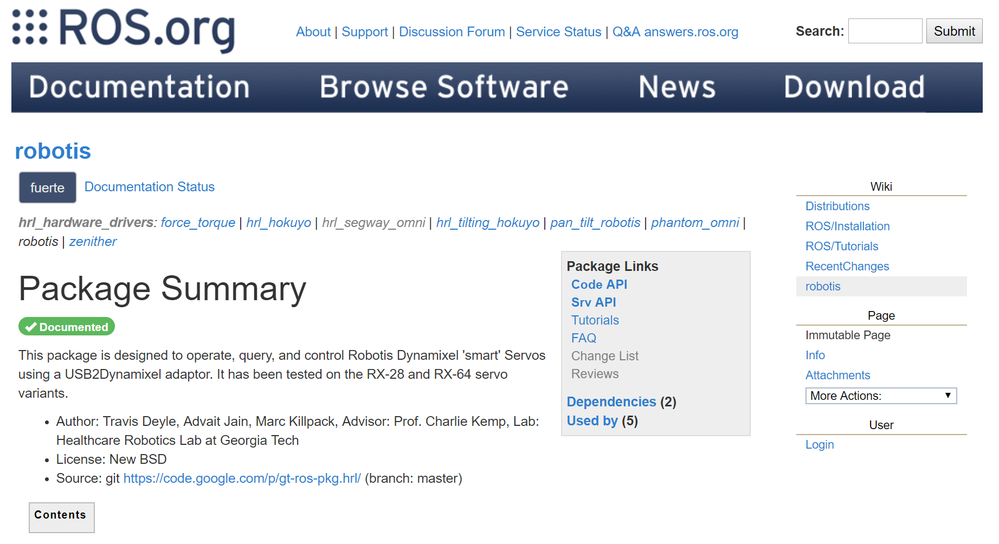 ROS.org
About | Support | Discussion Forum | Service Status | Q&A answers.ros.org
Search:
Submit
Documentation
Browse Software
News
Download
robotis
fuerte
Documentation Status
hrl_hardware_drivers: force_torque | hrl_hokuyo | hrl_segway_omni | hrl_tilting_hokuyo | pan_tilt_robotis | phantom_omni |
robotis | zenither
Package Summary
Documented
This package is designed to operate, query, and control Robotis Dynamixel 'smart' Servos
using a USB2Dynamixel adaptor. It has been tested on the RX-28 and RX-64 servo
variants.
• Author: Travis Deyle, Advait Jain, Marc Killpack, Advisor: Prof. Charlie Kemp, Lab:
Healthcare Robotics Lab at Georgia Tech
• License: New BSD
• Source: git https://code.google.com/p/gt-ros-pkg.hrl/ (branch: master)
Contents
Package Links
Code API
Srv API
Tutorials
FAQ
Change List
Reviews
Dependencies (2)
Used by (5)
Wiki
Distributions
ROS/Installation
ROS/Tutorials
RecentChanges
robotis
Page
Immutable Page
Info
Attachments
More Actions:
User
Login